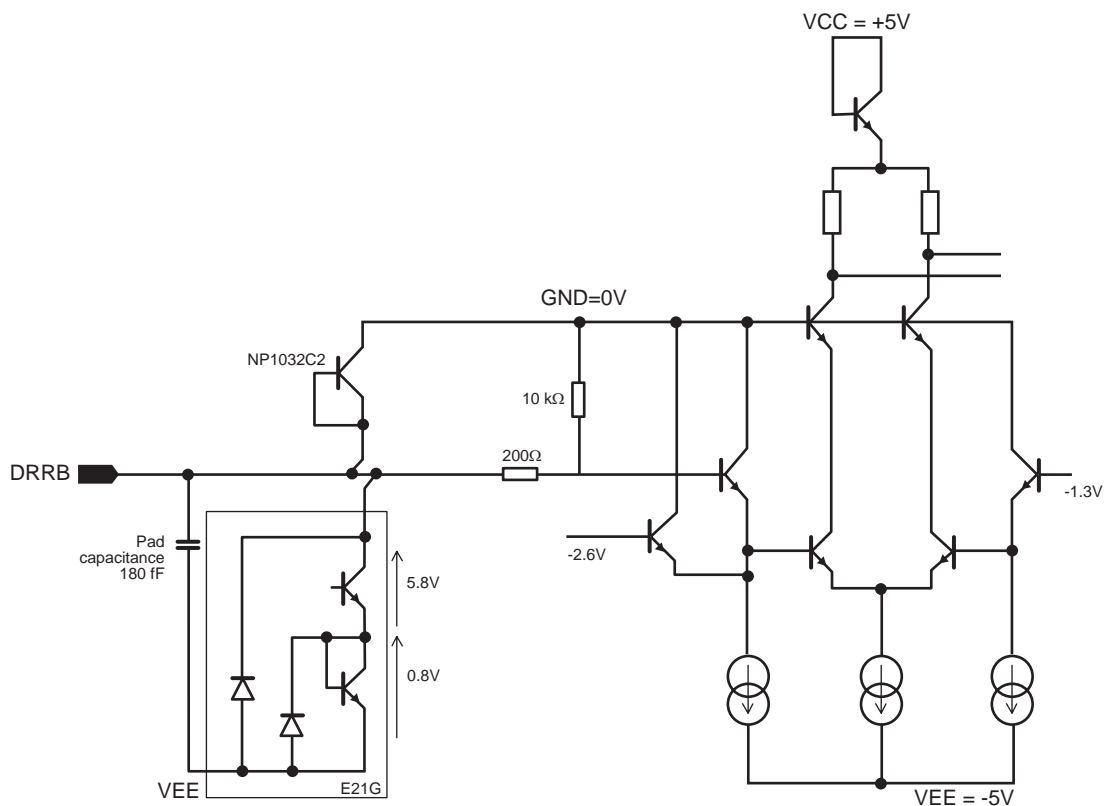 VCC = +5V
GND=0V
NP1032C2
10 kΩ
DRRB
200Ω
-1.3V
Pad
capacitance
180 fF
-2.6V
5.8V
0.8V
VEE
E21G
VEE = -5V